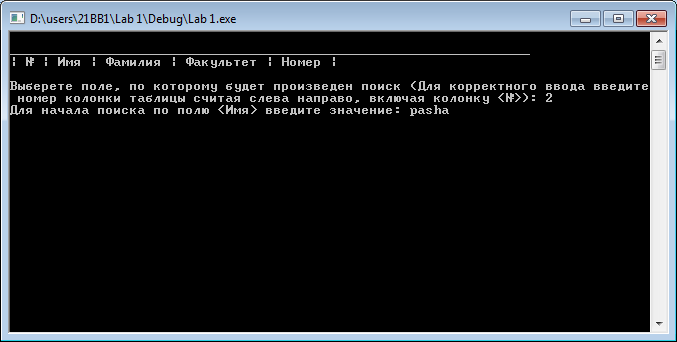 D:\users\21BB1\Lab 1\Debug\Lab 1.exe
¦ № ¦ Имя ¦ Фамилия ¦ Факультет ¦ Номер ¦
Выберете поле, по которому будет произведен поиск (Для корректного ввода введите
номер колонки таблицы считая слева направо, включая колонку <№>): 2
Для начала поиска по полю <Имя> введите значение: pasha